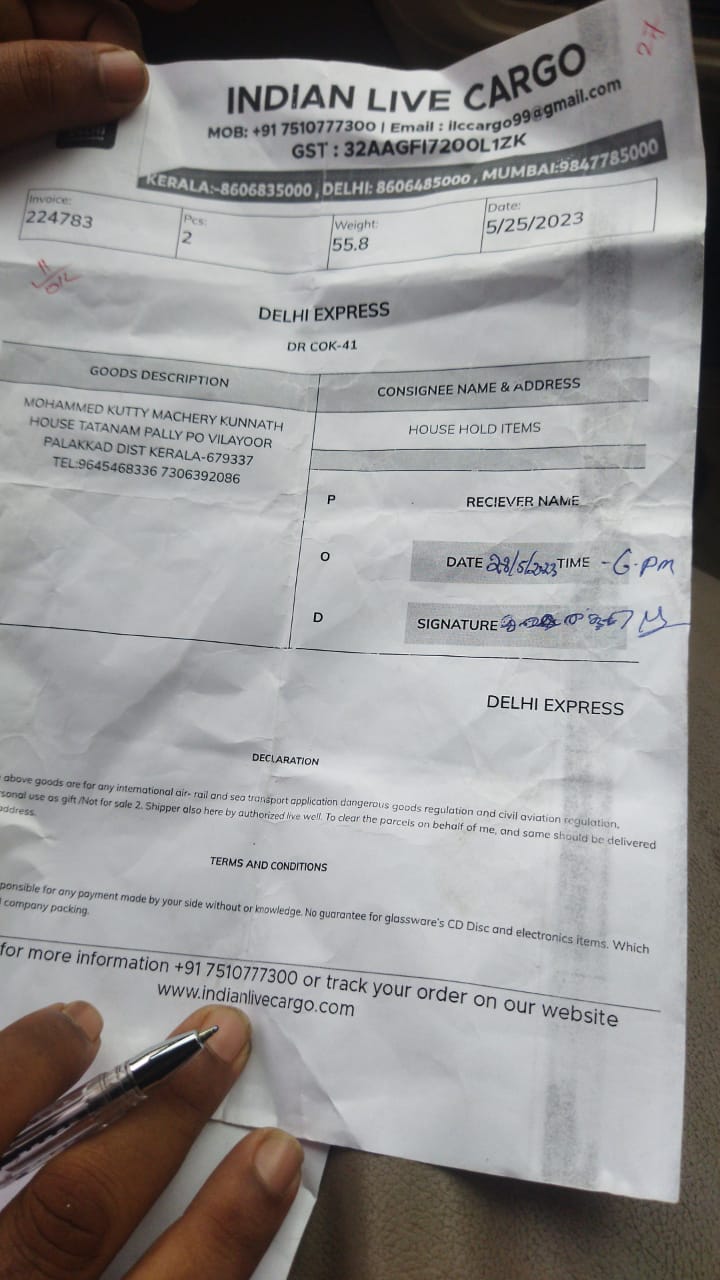 27
INDIAN LIVE CARGO
MOB: +91 7510777300 | Email : ilccargo99@gmail.com
GST : 32AAGFI7200L1ZK
KERALA:-8606835000 , DELHI: 8606485000 , MUMBAI:9847785000
Invoice: Pcs: Weight: Date:
224783 2 55.8 5/25/2023
DELHI EXPRESS
DR COK-41
GOODS DESCRIPTION
MOHAMMED KUTTY MACHERY KUNNATH
HOUSE TATANAM PALLY PO VILAYOOR
PALAKKAD DIST KERALA-679337
TEL:9645468336 7306392086
CONSIGNEE NAME & ADDRESS
HOUSE HOLD ITEMS
P RECIEVER NAME
O DATE 28/5/2023 TIME - 6.PM
D SIGNATURE
DELHI EXPRESS
DECLARATION
above goods are for any international air- rail and sea transport application dangerous goods regulation and civil aviation regulation,
sonal use as gift /Not for sale 2. Shipper also here by authorized live well. To clear the parcels on behalf of me, and same should be delivered
address.
TERMS AND CONDITIONS
ponsible for any payment made by your side without or knowledge. No guarantee for glassware's CD Disc and electronics items. Which
company packing.
for more information +91 7510777300 or track your order on our website
www.indianlivecargo.com